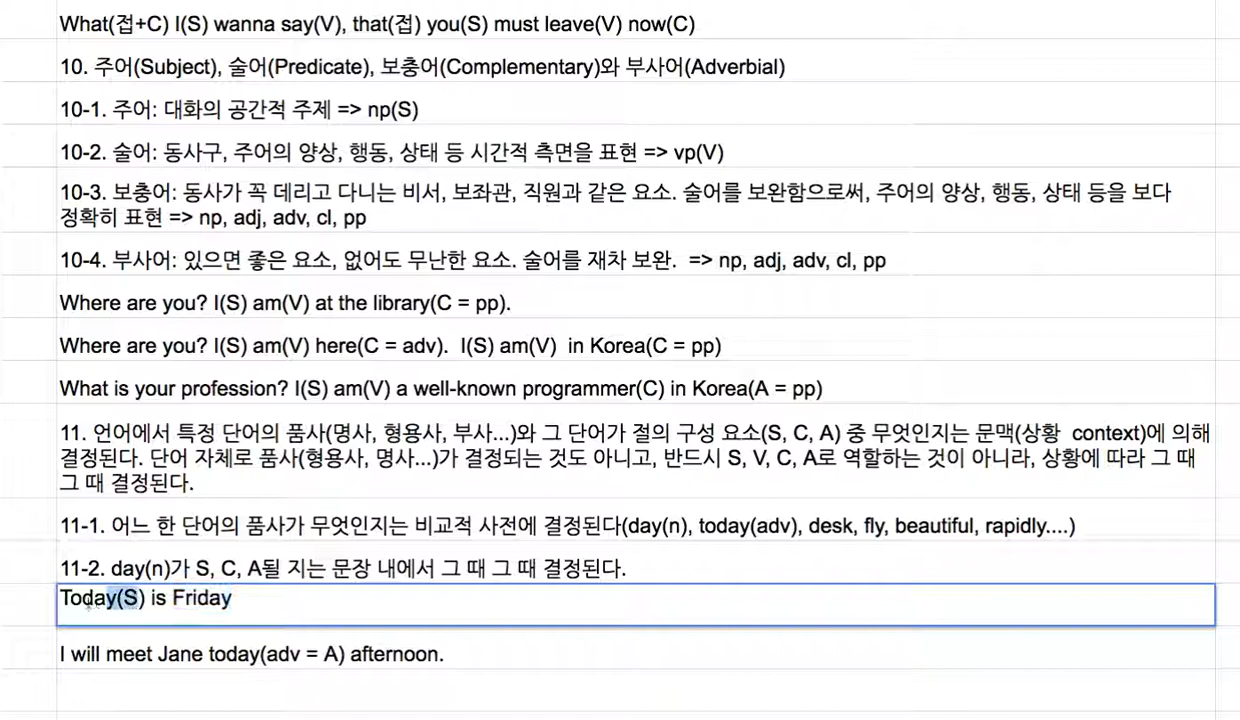 What(접+C) I(S) wanna say(V), that(접) you(S) must leave(V) now(C)
10. 주어(Subject), 술어(Predicate), 보충어(Complementary)와 부사어(Adverbial)
10-1. 주어: 대화의 공간적 주제 => np(S)
10-2. 술어: 동사구, 주어의 양상, 행동, 상태 등 시간적 측면을 표현 => vp(V)
10-3. 보충어: 동사가 꼭 데리고 다니는 비서, 보좌관, 직원과 같은 요소. 술어를 보완함으로써, 주어의 양상, 행동, 상태 등을 보다
정확히 표현 => np, adj, adv, cl, pp
10-4. 부사어: 있으면 좋은 요소, 없어도 무난한 요소. 술어를 재차 보완.  => np, adj, adv, cl, pp
Where are you? I(S) am(V) at the library(C = pp).
Where are you? I(S) am(V) here(C = adv).  I(S) am(V)  in Korea(C = pp)
What is your profession? I(S) am(V) a well-known programmer(C) in Korea(A = pp)
11. 언어에서 특정 단어의 품사(명사, 형용사, 부사...)와 그 단어가 절의 구성 요소(S, C, A) 중 무엇인지는 문맥(상황  context)에 의해
결정된다. 단어 자체로 품사(형용사, 명사...)가 결정되는 것도 아니고, 반드시 S, V, C, A로 역할하는 것이 아니라, 상황에 따라 그 때
그 때 결정된다.
11-1. 어느 한 단어의 품사가 무엇인지는 비교적 사전에 결정된다(day(n), today(adv), desk, fly, beautiful, rapidly....)
11-2. day(n)가 S, C, A될 지는 문장 내에서 그 때 그 때 결정된다.
Today(S) is Friday
I will meet Jane today(adv = A) afternoon.